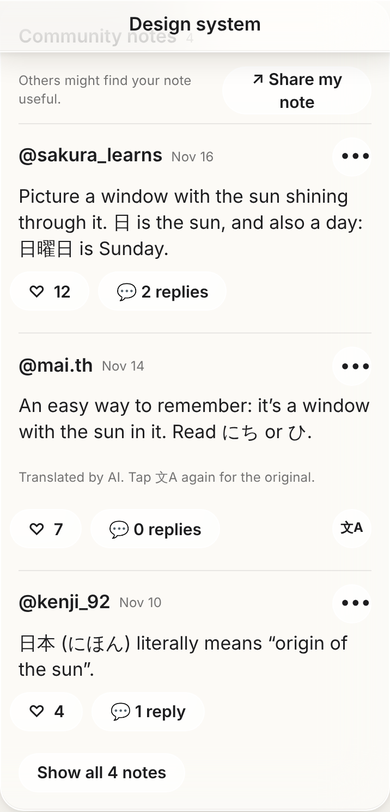 Design system
Community notes 4
Others might find your note
useful.
↗ Share my
note
@sakura_learns Nov 16
•••
Picture a window with the sun shining
through it. 日 is the sun, and also a day:
日曜日 is Sunday.
♡ 12
💬 2 replies
@mai.th Nov 14
•••
An easy way to remember: it’s a window
with the sun in it. Read にち or ひ.
Translated by AI. Tap 文A again for the original.
♡ 7
💬 0 replies
文A
@kenji_92 Nov 10
•••
日本 (にほん) literally means “origin of
the sun”.
♡ 4
💬 1 reply
Show all 4 notes